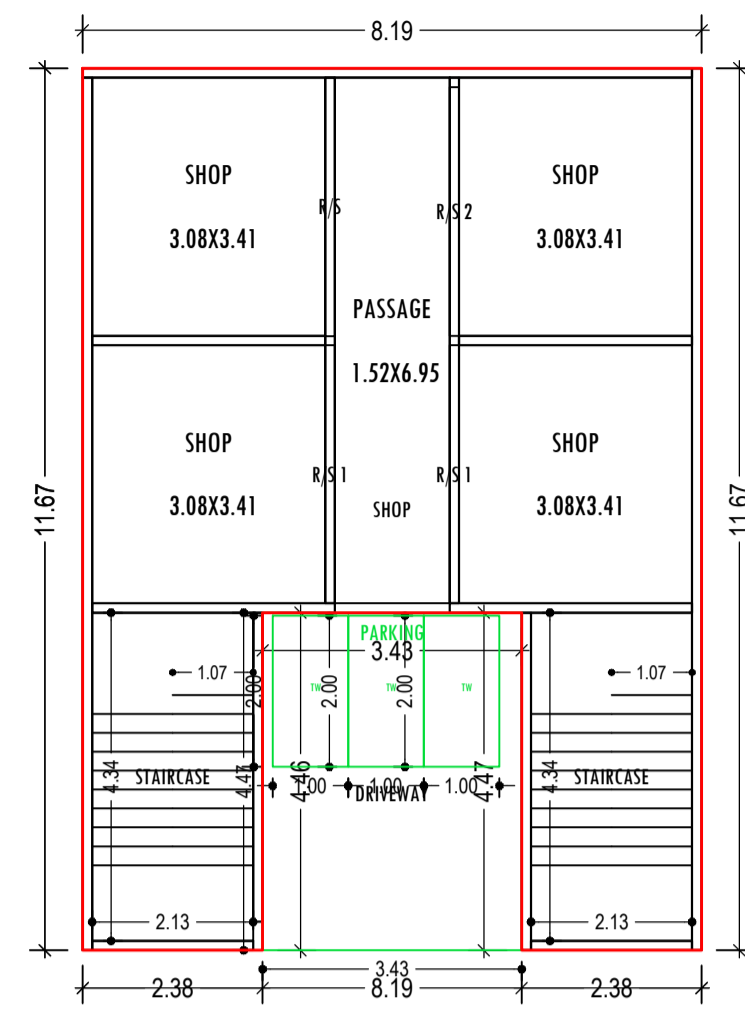 8.19
SHOP
3.08X3.41
R/S
R/S 2
SHOP
3.08X3.41
PASSAGE
1.52X6.95
11.67
11.67
SHOP
3.08X3.41
R/S 1
R/S 1
SHOP
SHOP
3.08X3.41
PARKING
3.43
1.07
2.00
TW
2.00
TW
2.00
TW
1.07
4.34
STAIRCASE
4.47
4.46
1.00
1.00
1.00
DRIVEWAY
4.47
4.34
STAIRCASE
2.13
2.13
3.43
2.38
8.19
2.38